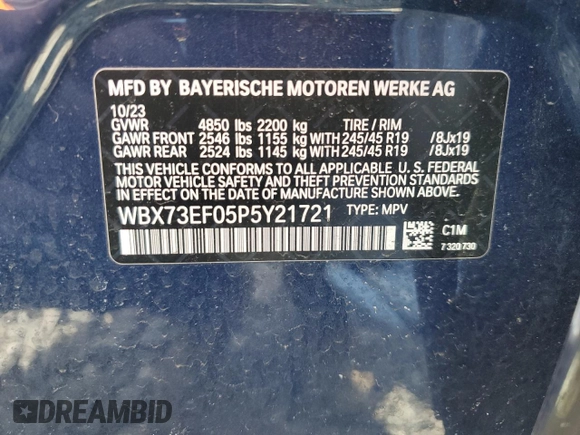 MFD BY BAYERISCHE MOTOREN WERKE AG
10/23
GVWR 4850 lbs 2200 kg TIRE / RIM
GAWR FRONT 2546 lbs 1155 kg WITH 245/45 R19 /8Jx19
GAWR REAR 2524 lbs 1145 kg WITH 245/45 R19 /8Jx19
THIS VEHICLE CONFORMS TO ALL APPLICABLE U. S. FEDERAL
MOTOR VEHICLE SAFETY AND THEFT PREVENTION STANDARDS
IN EFFECT ON THE DATE OF MANUFACTURE SHOWN ABOVE.
WBX73EF05P5Y21721 TYPE: MPV
C1M
7 320 730
DREAMBID